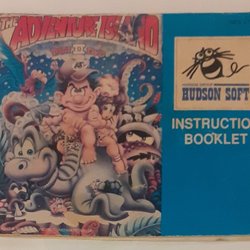 THE
ADVENTURE ISLAND
HUDSON SOFT
INSTRUCTION
BOOKLET